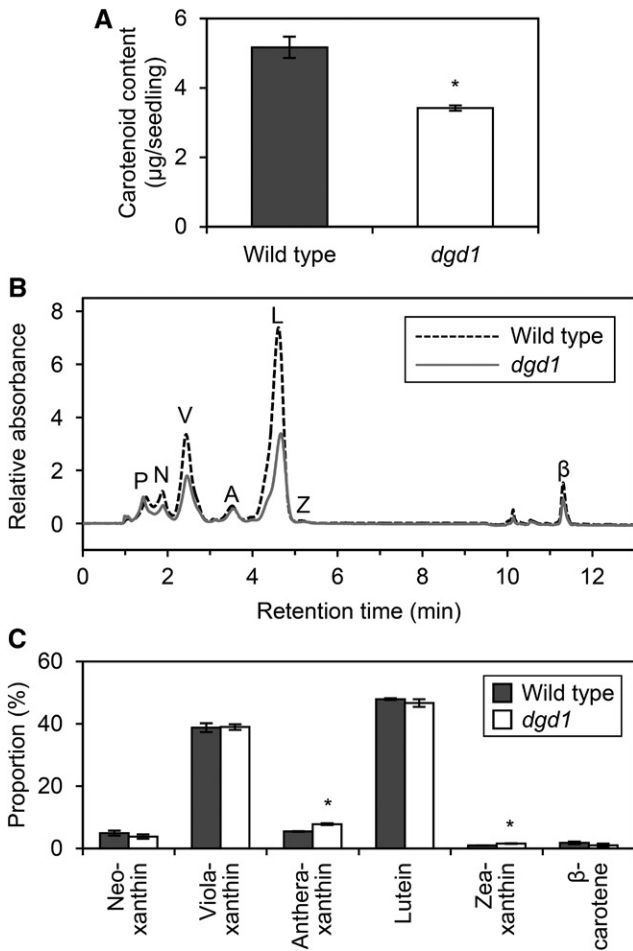 A
Carotenoid content
(µg/seedling)
6
4
2
0
*
Wild type
dgd1
B
Relative absorbance
8
6
4
2
0
P
N
V
A
L
Z
β
Wild type
dgd1
0
2
4
6
8
10
12
Retention time (min)
C
Proportion (%)
60
40
20
0
*
*
Wild type
dgd1
Neo-
xanthin
Viola-
xanthin
Anthera-
xanthin
Lutein
Zea-
xanthin
β-
carotene